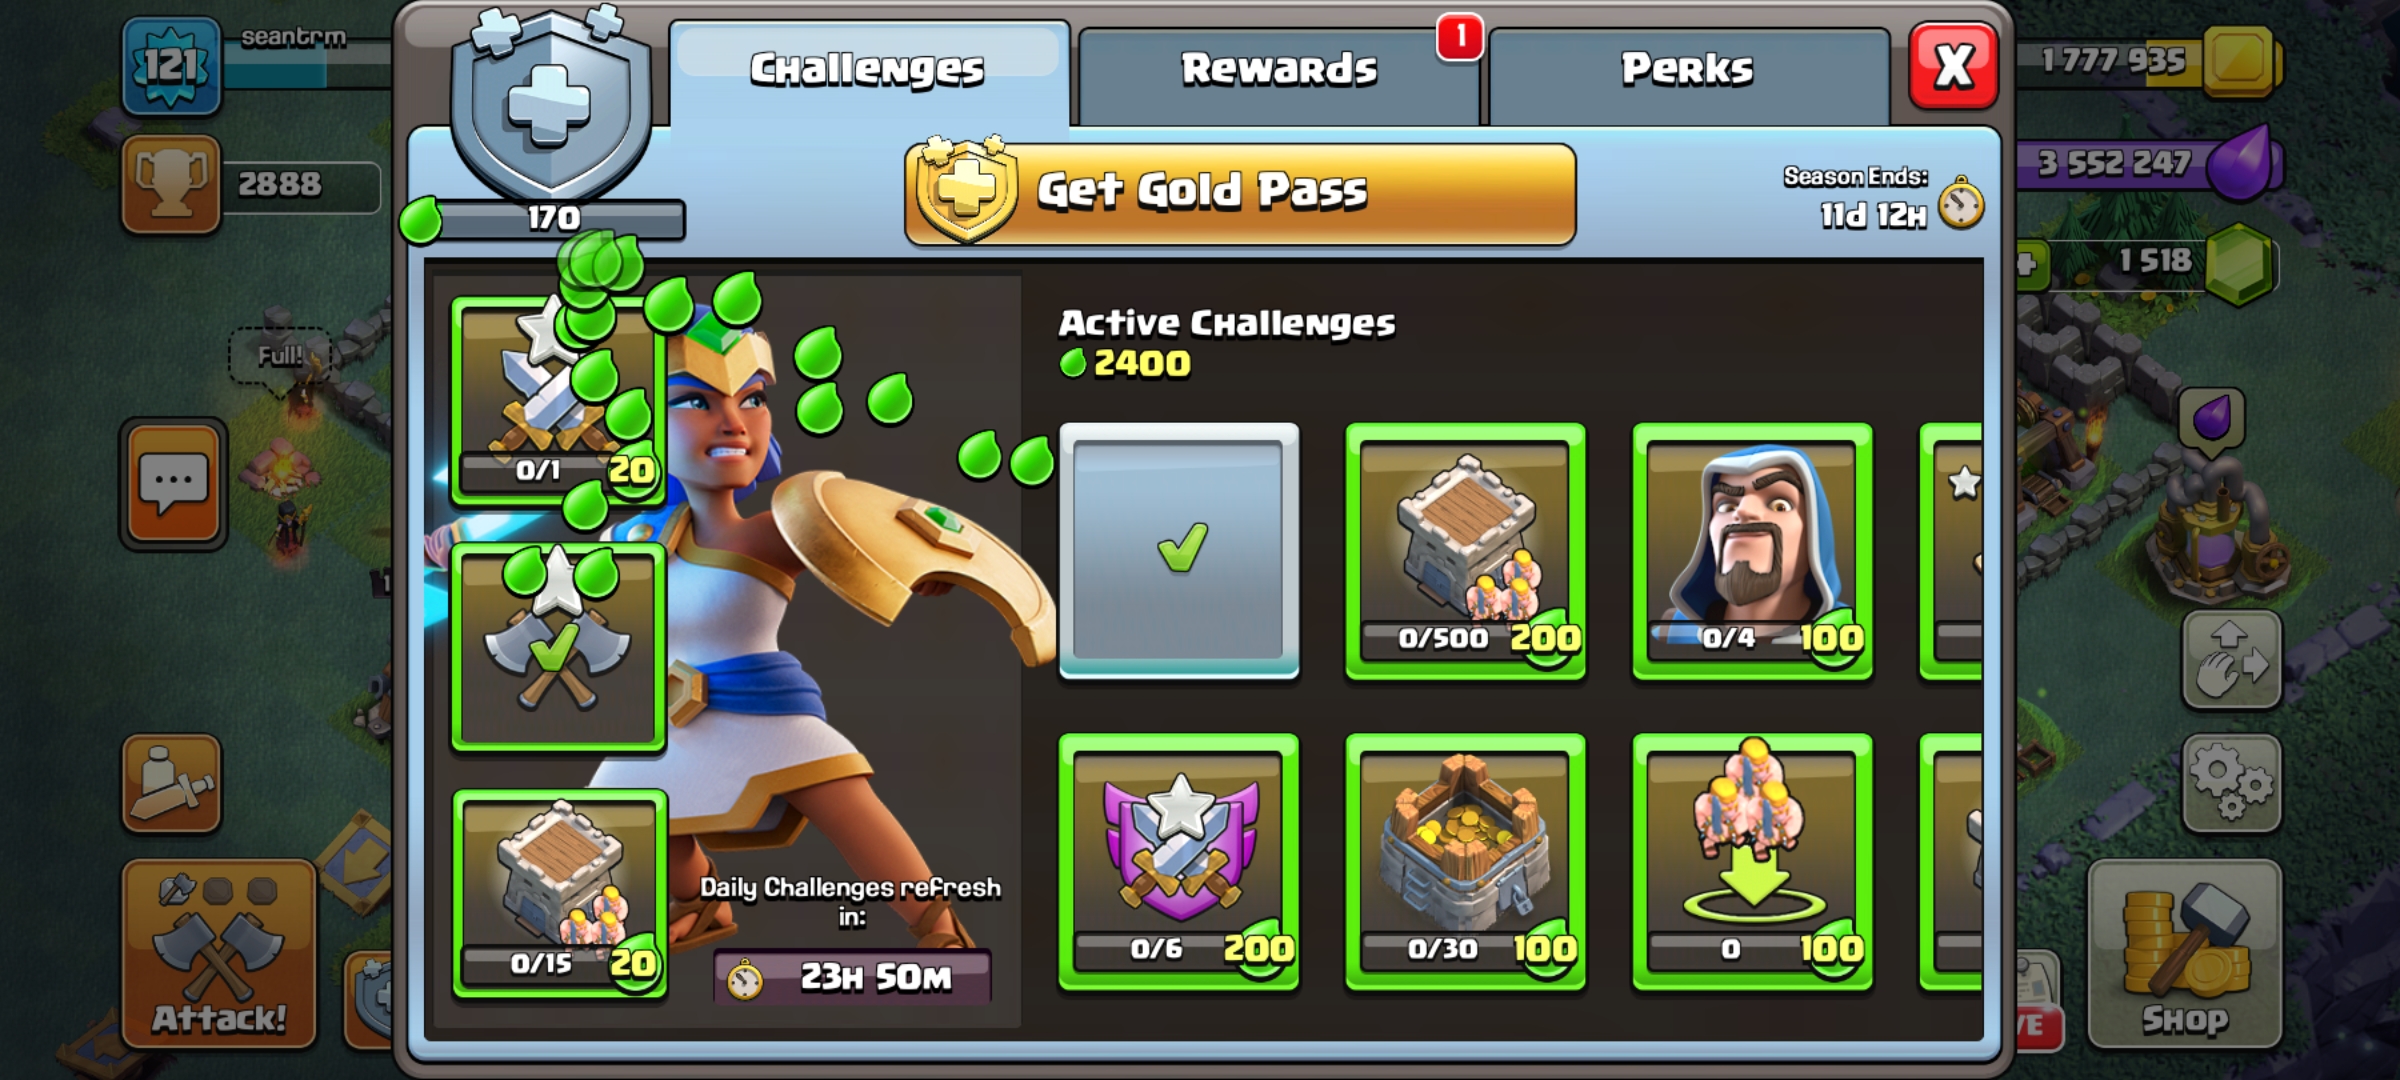 121
seantrm
Challenges
Rewards
1
Perks
X
1 777 935
2888
Get Gold Pass
Season Ends:
11d 12H
3 552 247
170
1 518
Full!
Active Challenges
2400
0/1
20
0/500
200
0/4
100
0/15
20
Daily Challenges refresh
in:
23H 50M
0/6
200
0/30
100
0
100
Attack!
Shop